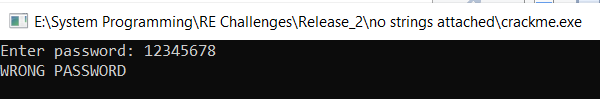 E:\System Programming\RE Challenges\Release_2\no strings attached\crackme.exe
Enter password: 12345678
WRONG PASSWORD